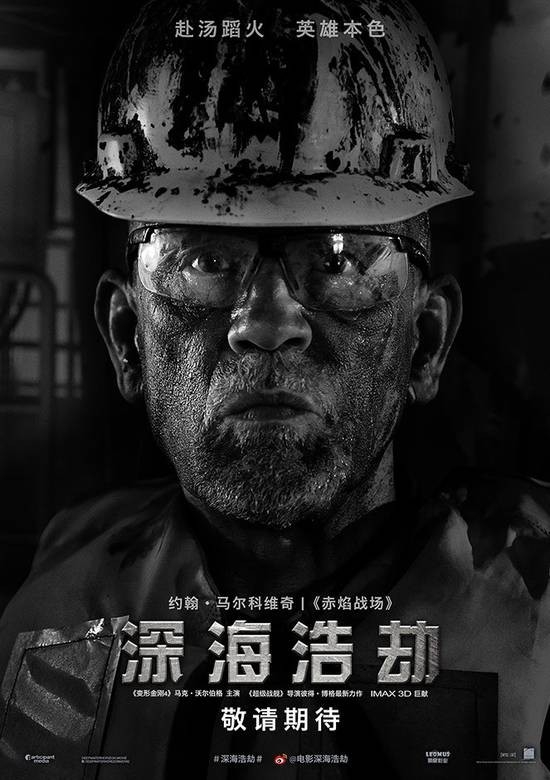 赴汤蹈火 英雄本色
约翰·马尔科维奇 |《赤焰战场》
深海浩劫
《变形金刚4》马克·沃尔伯格 主演 《超级战舰》导演彼得·博格最新力作 IMAX 3D 巨献
敬请期待
participant media
#深海浩劫# @电影深海浩劫
LEOMUS